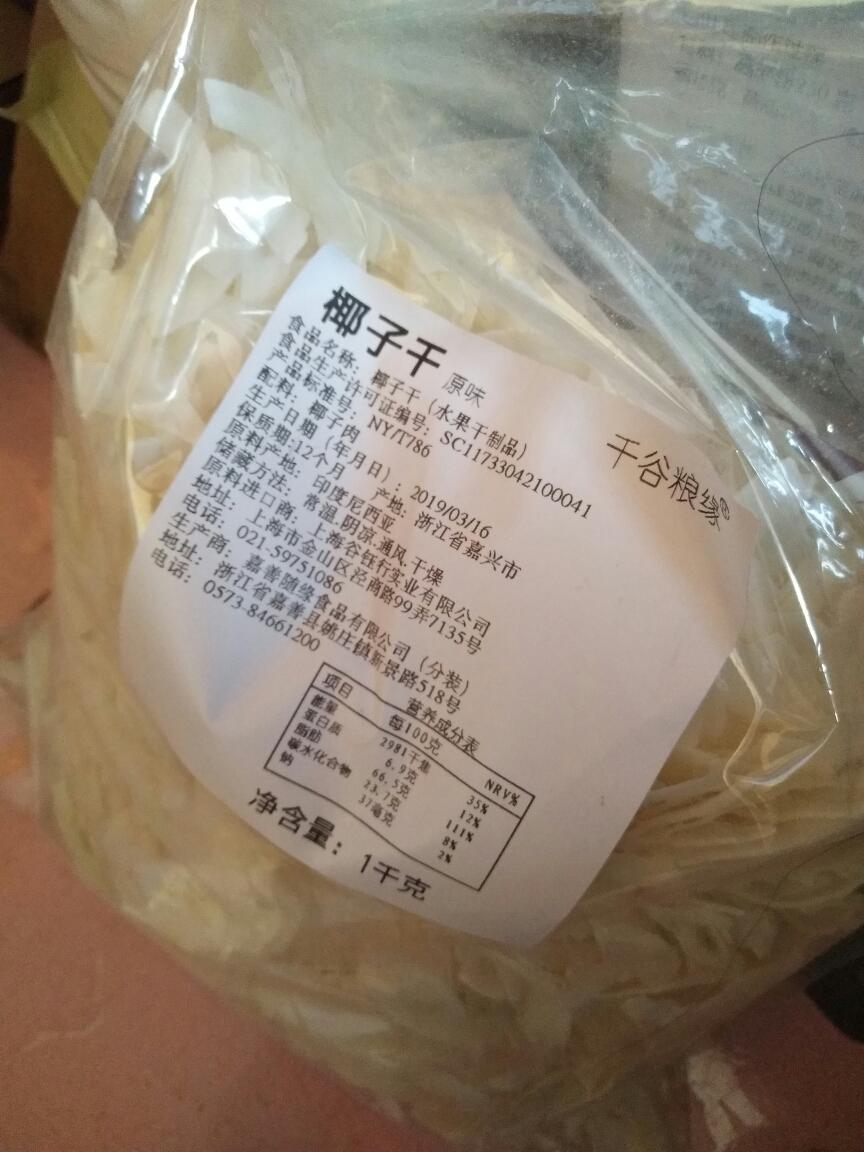 椰子干 原味
千谷粮缘®
食品名称: 椰子干(水果干制品)
食品生产许可证编号: SC11733042100041
产品标准号: NY/T786
配料: 椰子肉
生产日期(年月日): 2019/03/16
保质期:12个月 产地: 浙江省嘉兴市
原料产地: 印度尼西亚
储藏方法: 常温.阴凉.通风.干燥
原料进口商: 上海谷钰行实业有限公司
地址: 上海市金山区泾商路99弄7135号
电话: 021-59751086
生产商: 嘉善随缘食品有限公司(分装)
地址: 浙江省嘉善县姚庄镇新景路518号
电话: 0573-84661200
营养成分表
项目 每100克 NRV%
能量 2981千焦 35%
蛋白质 6.9克 12%
脂肪 66.5克 111%
碳水化合物 23.7克 8%
钠 37毫克 2%
净含量: 1千克